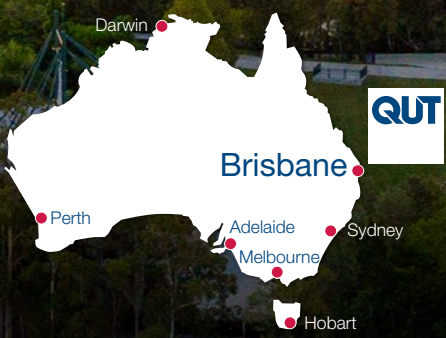 Darwin
QUT
Brisbane
Perth
Adelaide
Sydney
Melbourne
Hobart